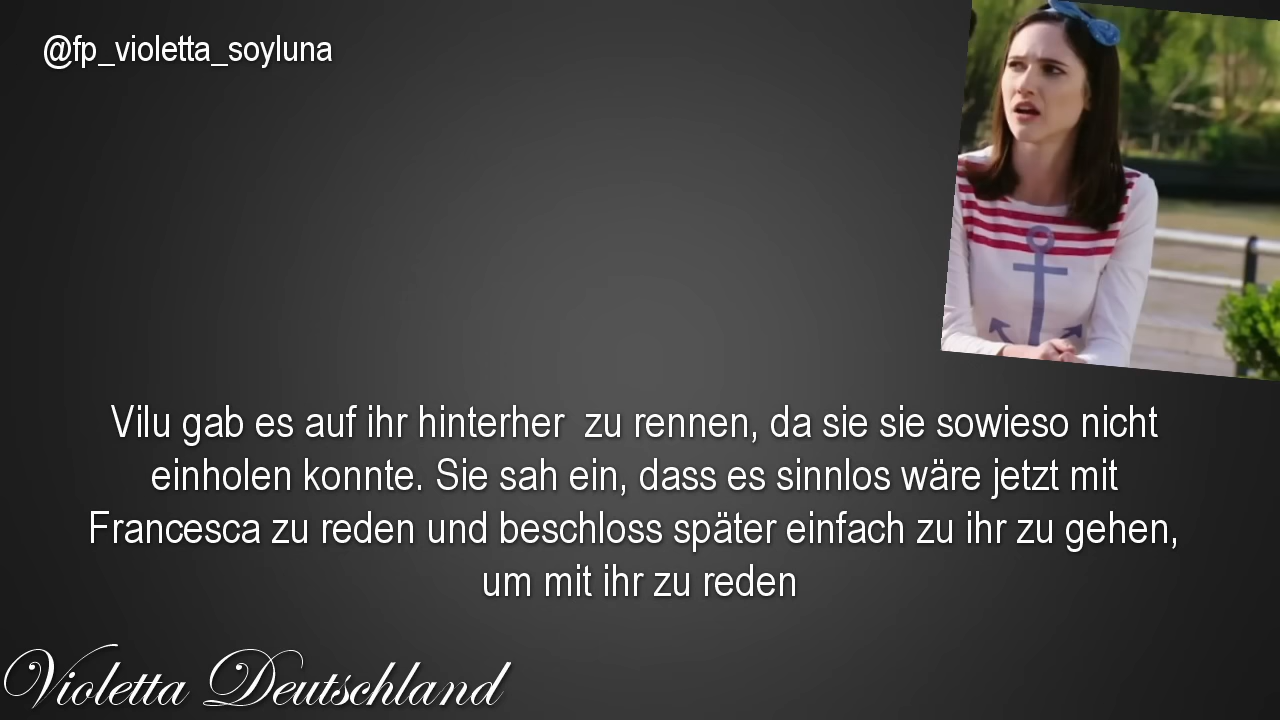 @fp_violetta_soyluna
Vilu gab es auf ihr hinterher  zu rennen, da sie sie sowieso nicht
einholen konnte. Sie sah ein, dass es sinnlos wäre jetzt mit
Francesca zu reden und beschloss später einfach zu ihr zu gehen,
um mit ihr zu reden
Violetta Deutschland